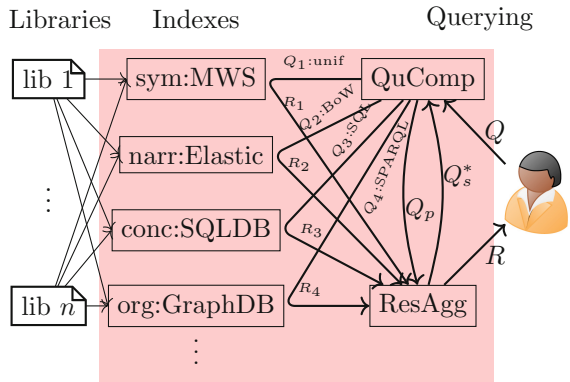 Libraries Indexes Querying
lib 1 sym:MWS Q₁:unif QuComp
R₁ Q₂:BoW Q₃:SQL Q
narr:Elastic R₂ Q₄:SPARQL Q*ₛ
⋮ Qₚ
conc:SQLDB R₃ R
lib n org:GraphDB R₄ ResAgg
⋮